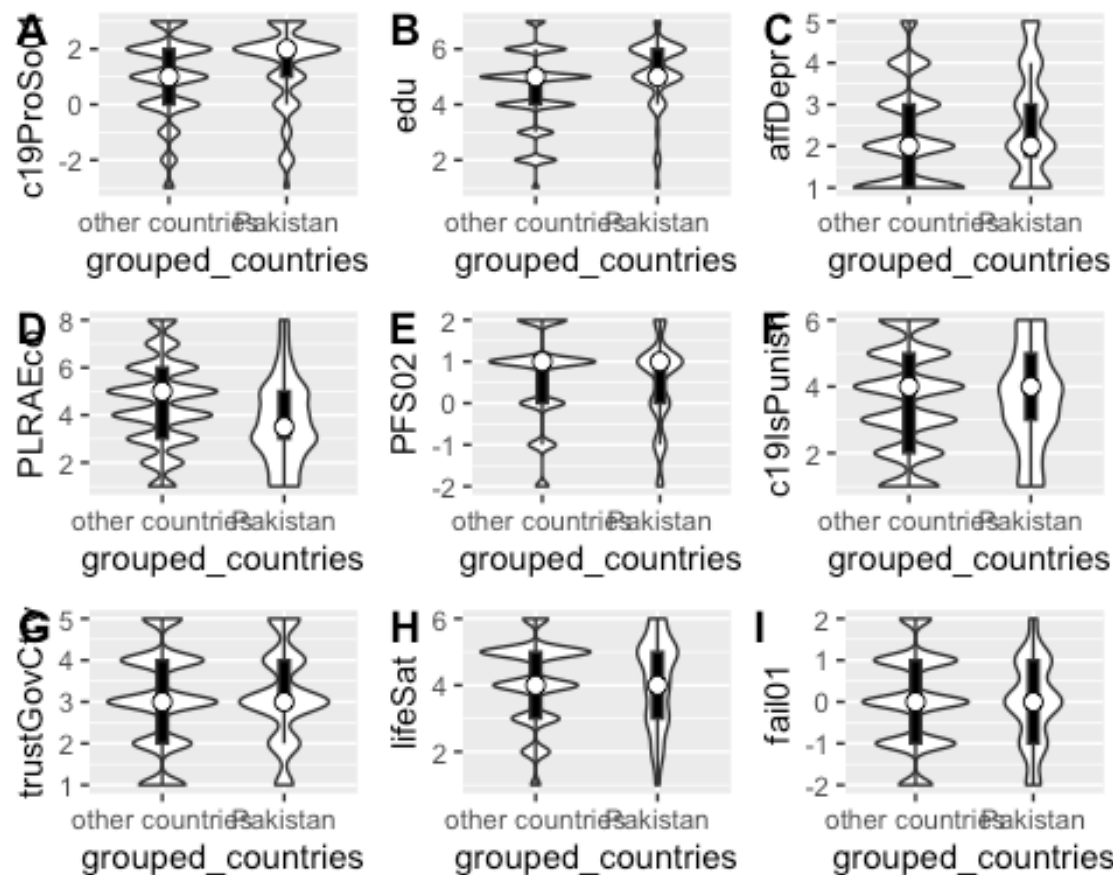 A
c19ProSo
2
0
-2
other countries Pakistan
grouped_countries
B
edu
6
4
2
other countries Pakistan
grouped_countries
C
affDepr
5
4
3
2
1
other countries Pakistan
grouped_countries
D
PLRAEco
8
6
4
2
other countries Pakistan
grouped_countries
E
PFS02
2
1
0
-1
-2
other countries Pakistan
grouped_countries
F
c19IsPunish
6
4
2
other countries Pakistan
grouped_countries
G
trustGovCtry
5
4
3
2
1
other countries Pakistan
grouped_countries
H
lifeSat
6
4
2
other countries Pakistan
grouped_countries
I
fail01
2
1
0
-1
-2
other countries Pakistan
grouped_countries